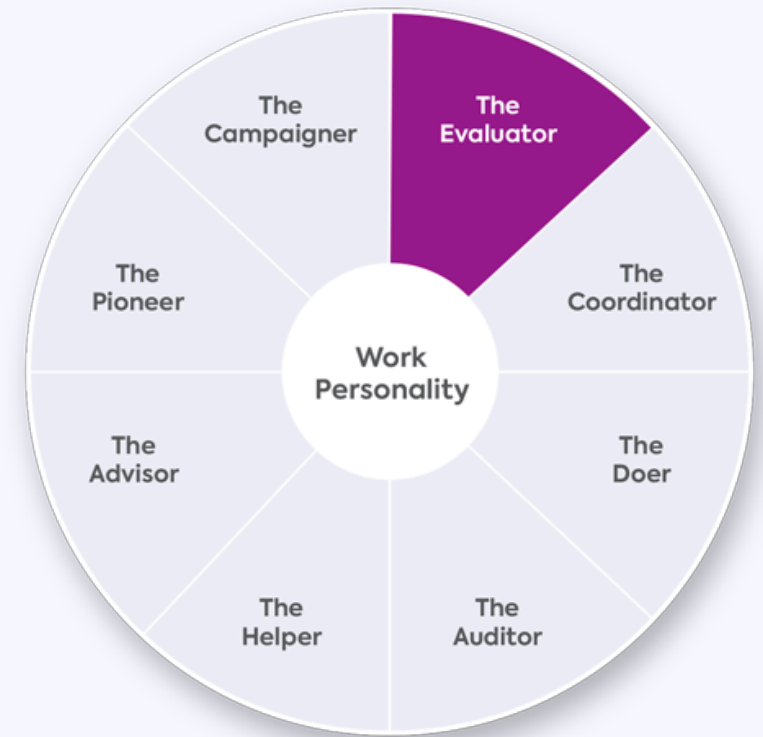 The
Campaigner
The
Evaluator
The
Pioneer
The
Coordinator
Work
Personality
The
Advisor
The
Doer
The
Helper
The
Auditor